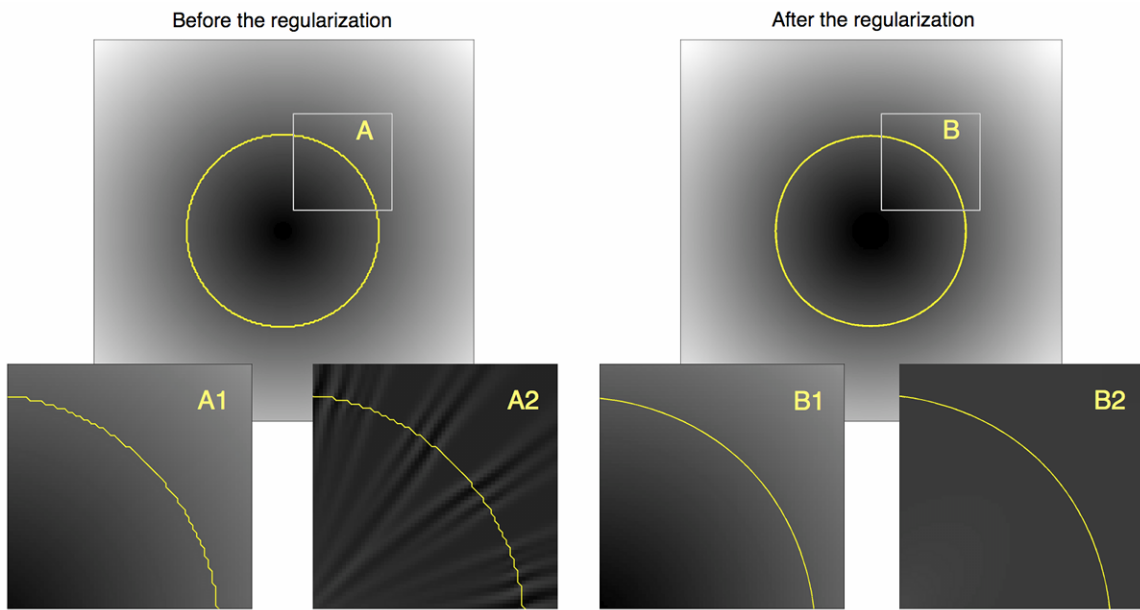 Before the regularization
After the regularization
A
B
A1
A2
B1
B2